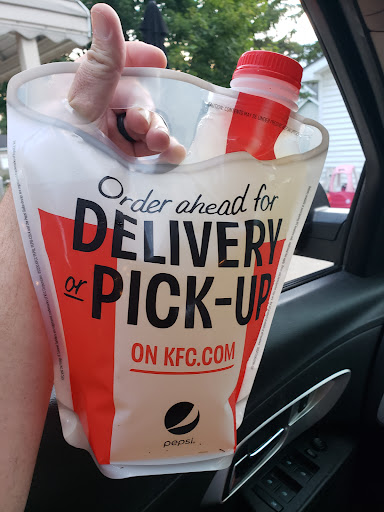 Order ahead for
DELIVERY
or PICK-UP
ON KFC.COM
pepsi.